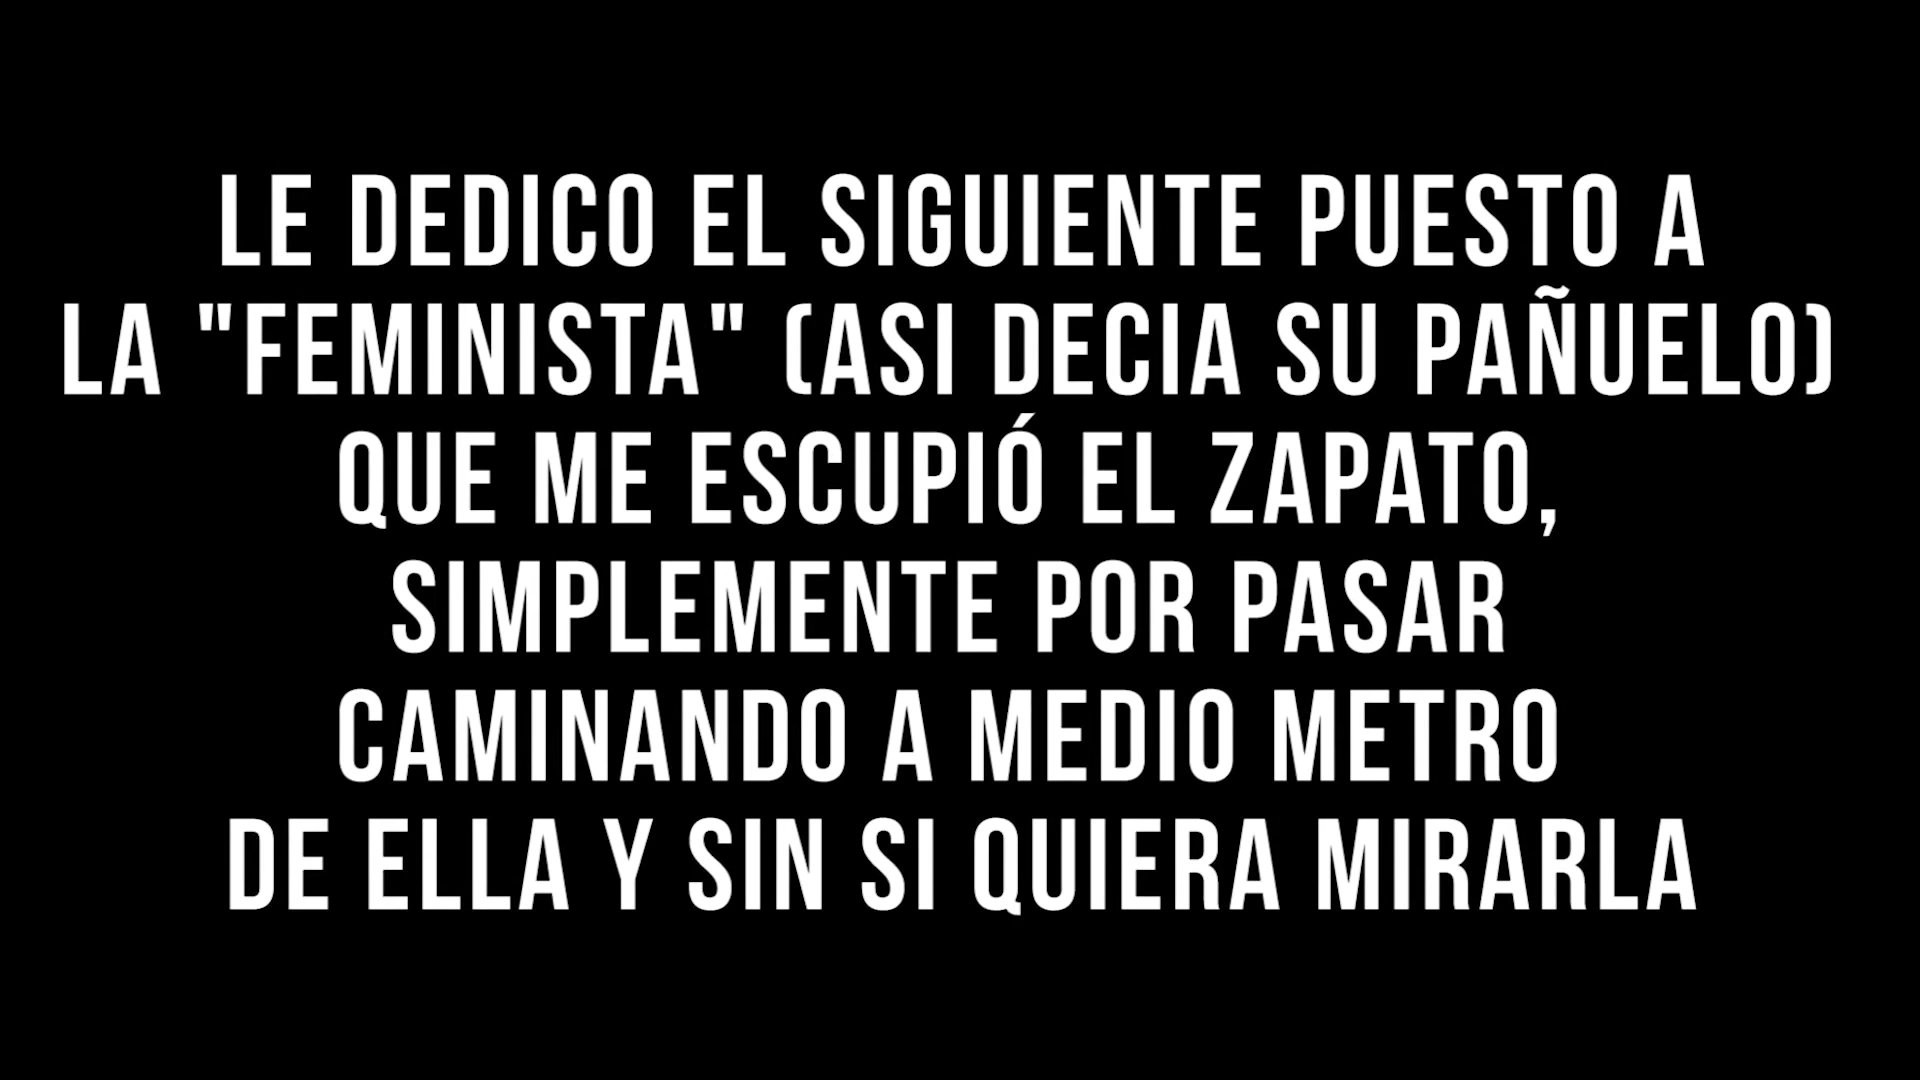 LE DEDICO EL SIGUIENTE PUESTO A
LA "FEMINISTA" (ASI DECIA SU PAÑUELO)
QUE ME ESCUPIÓ EL ZAPATO,
SIMPLEMENTE POR PASAR
CAMINANDO A MEDIO METRO
DE ELLA Y SIN SI QUIERA MIRARLA